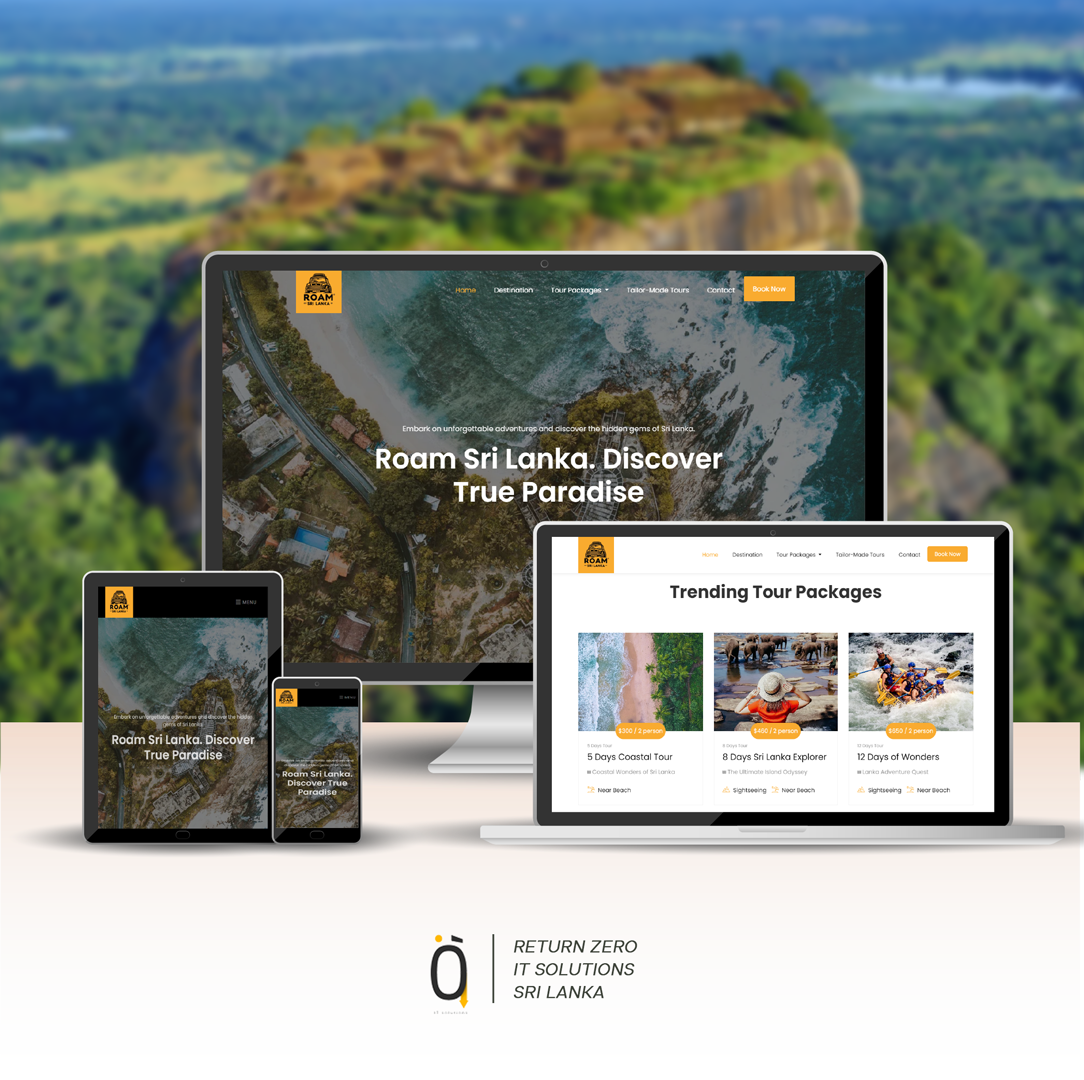 ROAM
SRI LANKA
Home Destination Tour Packages Tailor-Made Tours Contact Book Now
Embark on unforgettable adventures and discover the hidden gems of Sri Lanka.
Roam Sri Lanka. Discover
True Paradise
ROAM
SRI LANKA
Home Destination Tour Packages Tailor-Made Tours Contact Book Now
Trending Tour Packages
$300 / 2 person
5 Days Tour
5 Days Coastal Tour
Coastal Wonders of Sri Lanka
Near Beach
$450 / 2 person
8 Days Tour
8 Days Sri Lanka Explorer
The Ultimate Island Odyssey
Sightseeing Near Beach
$650 / 2 person
12 Days Tour
12 Days of Wonders
Lanka Adventure Quest
Sightseeing Near Beach
ROAM
SRI LANKA
MENU
Embark on unforgettable adventures and discover the hidden
gems of Sri Lanka.
Roam Sri Lanka. Discover
True Paradise
ROAM
MENU
Roam Sri Lanka.
Discover True
Paradise
RETURN ZERO
IT SOLUTIONS
SRI LANKA